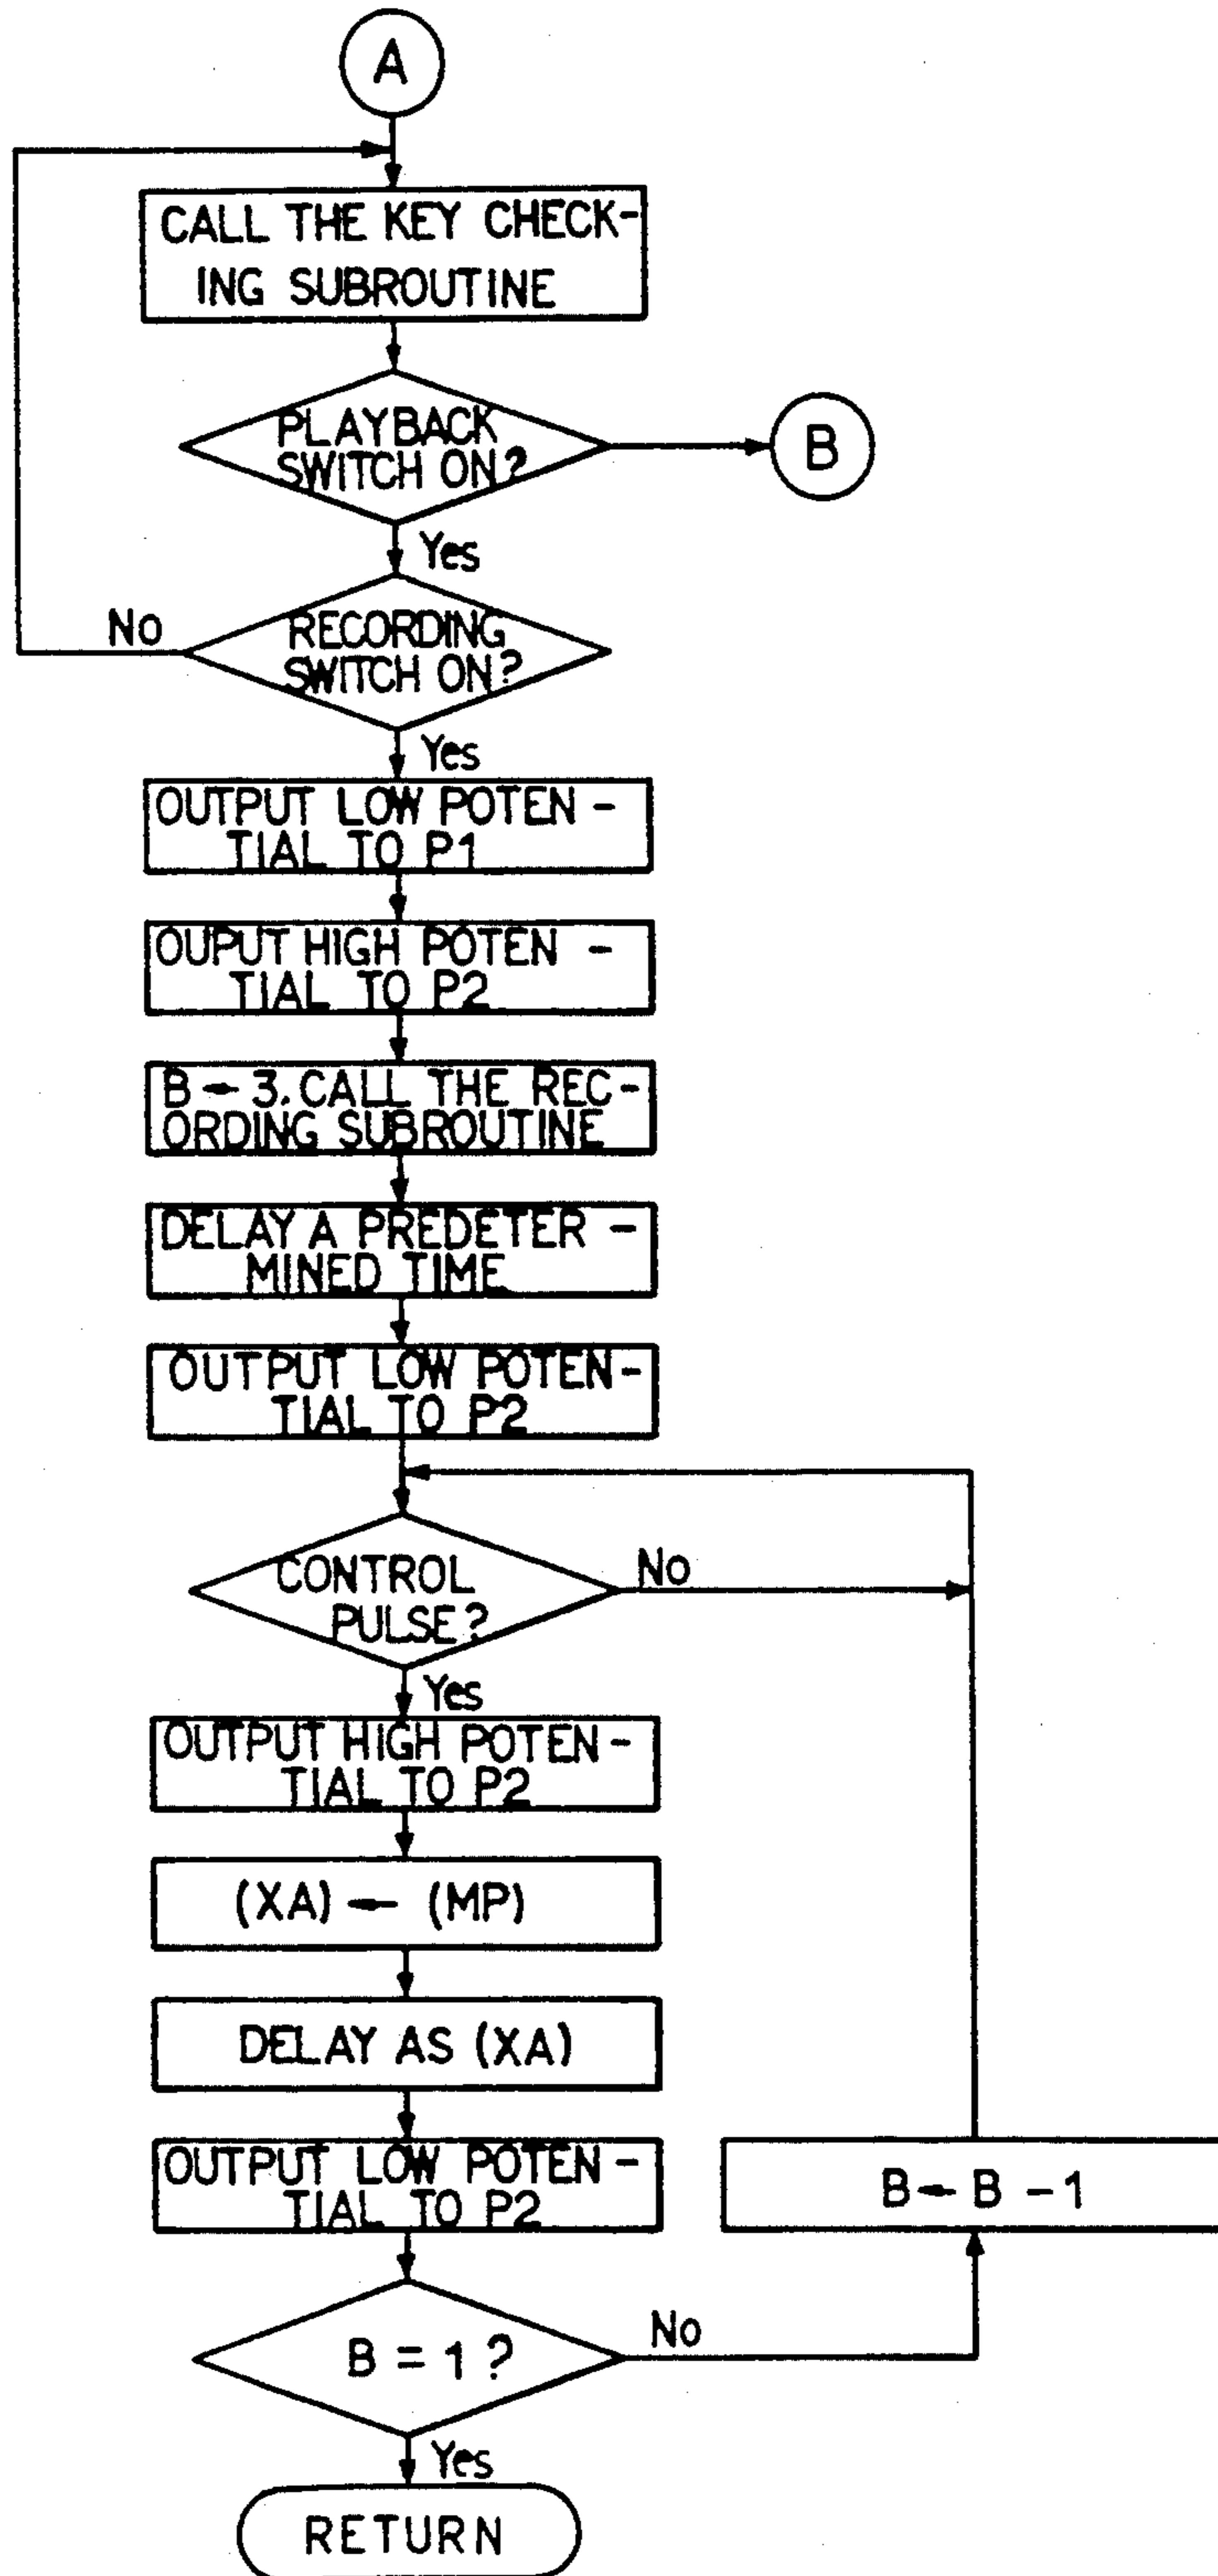 A
CALL THE KEY CHECK-
ING SUBROUTINE
PLAYBACK
SWITCH ON?
B
Yes
No
RECORDING
SWITCH ON?
Yes
OUTPUT LOW POTEN-
TIAL TO P1
OUPUT HIGH POTEN-
TIAL TO P2
B ← 3. CALL THE REC-
ORDING SUBROUTINE
DELAY A PREDETER-
MINED TIME
OUTPUT LOW POTEN-
TIAL TO P2
CONTROL
PULSE?
No
Yes
OUTPUT HIGH POTEN-
TIAL TO P2
(XA) ← (MP)
DELAY AS (XA)
OUTPUT LOW POTEN-
TIAL TO P2
B ← B - 1
B = 1 ?
No
Yes
RETURN